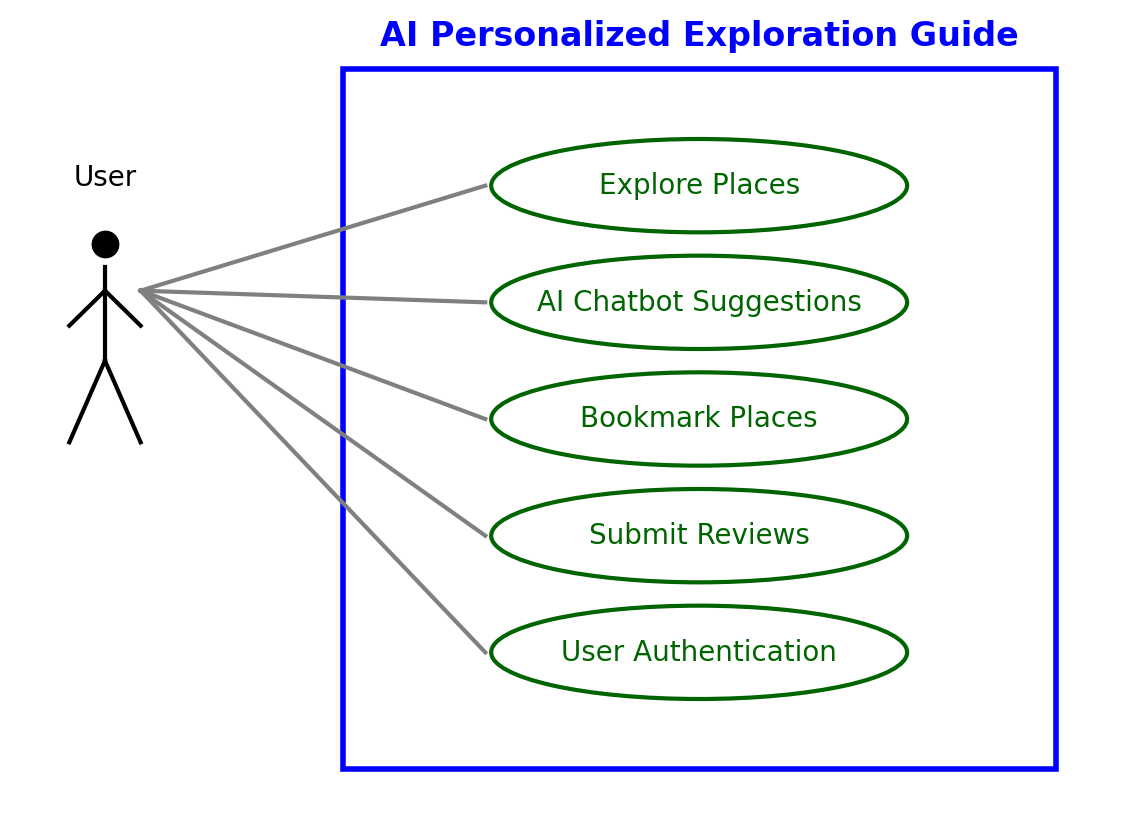 AI Personalized Exploration Guide
User
Explore Places
AI Chatbot Suggestions
Bookmark Places
Submit Reviews
User Authentication